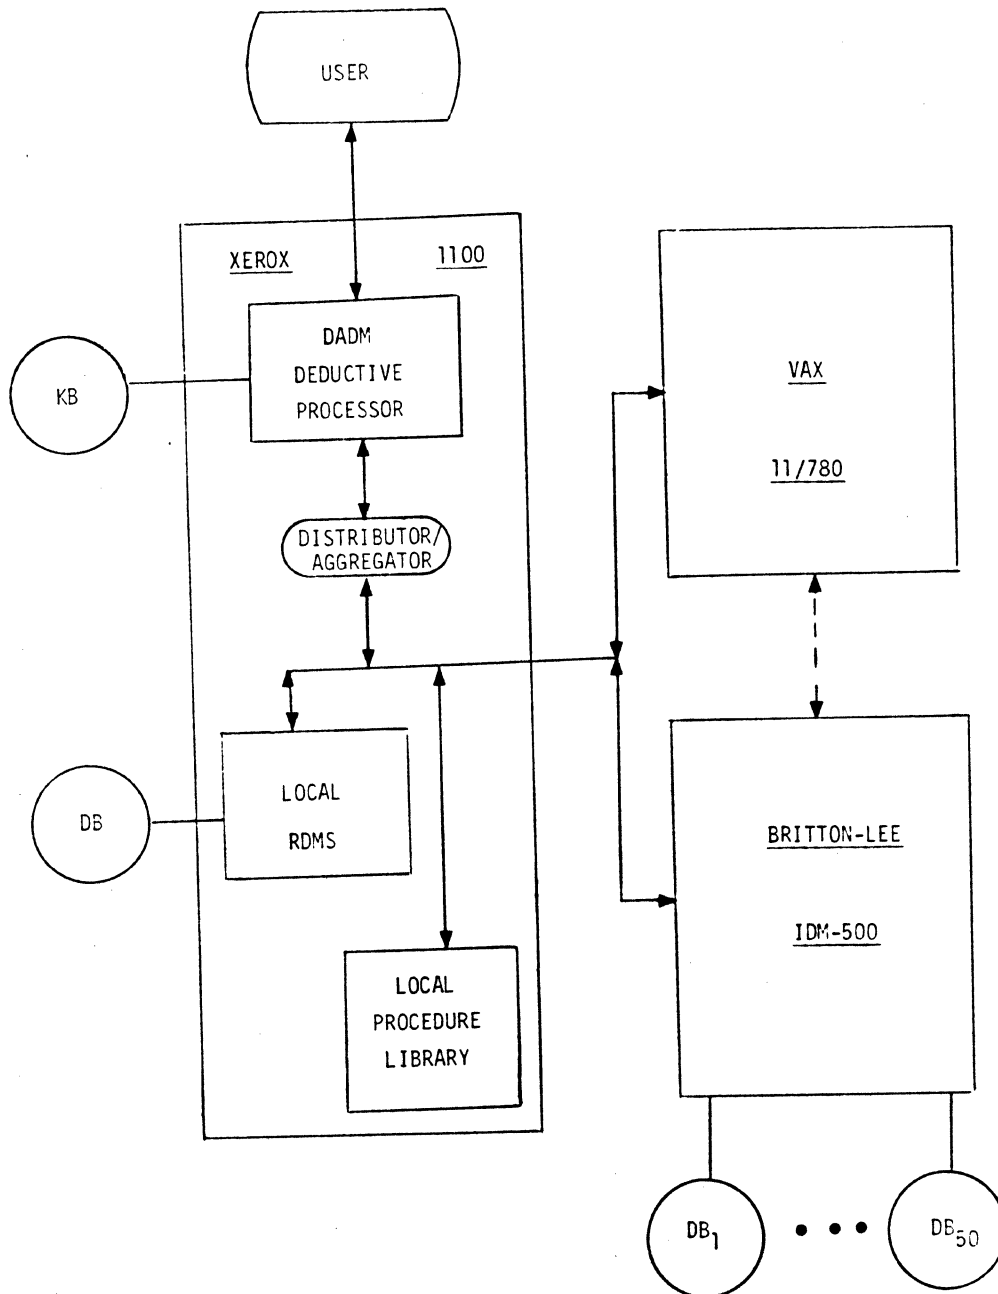 USER
XEROX 1100
DADM
DEDUCTIVE
PROCESSOR
KB
DISTRIBUTOR/
AGGREGATOR
VAX
11/780
LOCAL
RDMS
DB
LOCAL
PROCEDURE
LIBRARY
BRITTON-LEE
IDM-500
DB1
• • •
DB50